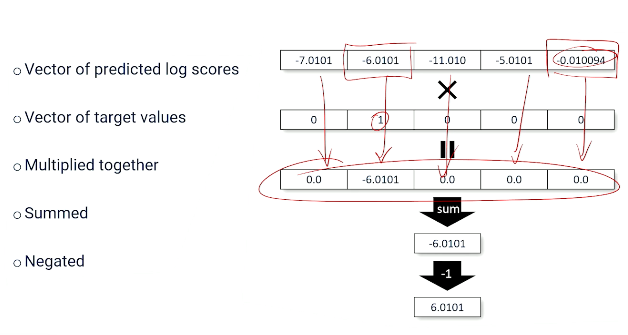 -7.0101 -6.0101 -11.010 -5.0101 -0.010094
○ Vector of predicted log scores
×
○ Vector of target values
0 1 0 0 0
○ Multiplied together
=
0.0 -6.0101 0.0 0.0 0.0
○ Summed
sum
-6.0101
○ Negated
-1
6.0101